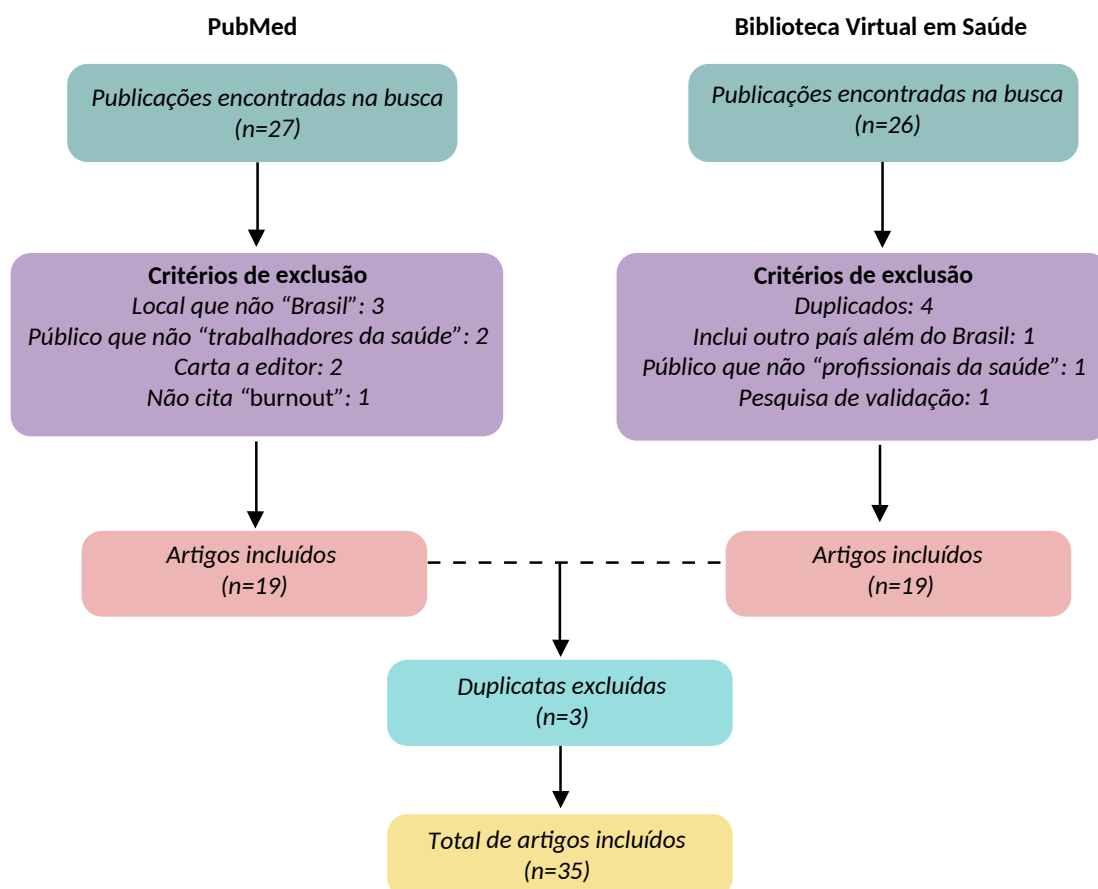 PubMed
Publicações encontradas na busca
(n=27)
Critérios de exclusão
Local que não “Brasil”: 3
Público que não “trabalhadores da saúde”: 2
Carta a editor: 2
Não cita “burnout”: 1
Artigos incluídos
(n=19)
Biblioteca Virtual em Saúde
Publicações encontradas na busca
(n=26)
Critérios de exclusão
Duplicados: 4
Inclui outro país além do Brasil: 1
Público que não “profissionais da saúde”: 1
Pesquisa de validação: 1
Artigos incluídos
(n=19)
Duplicatas excluídas
(n=3)
Total de artigos incluídos
(n=35)